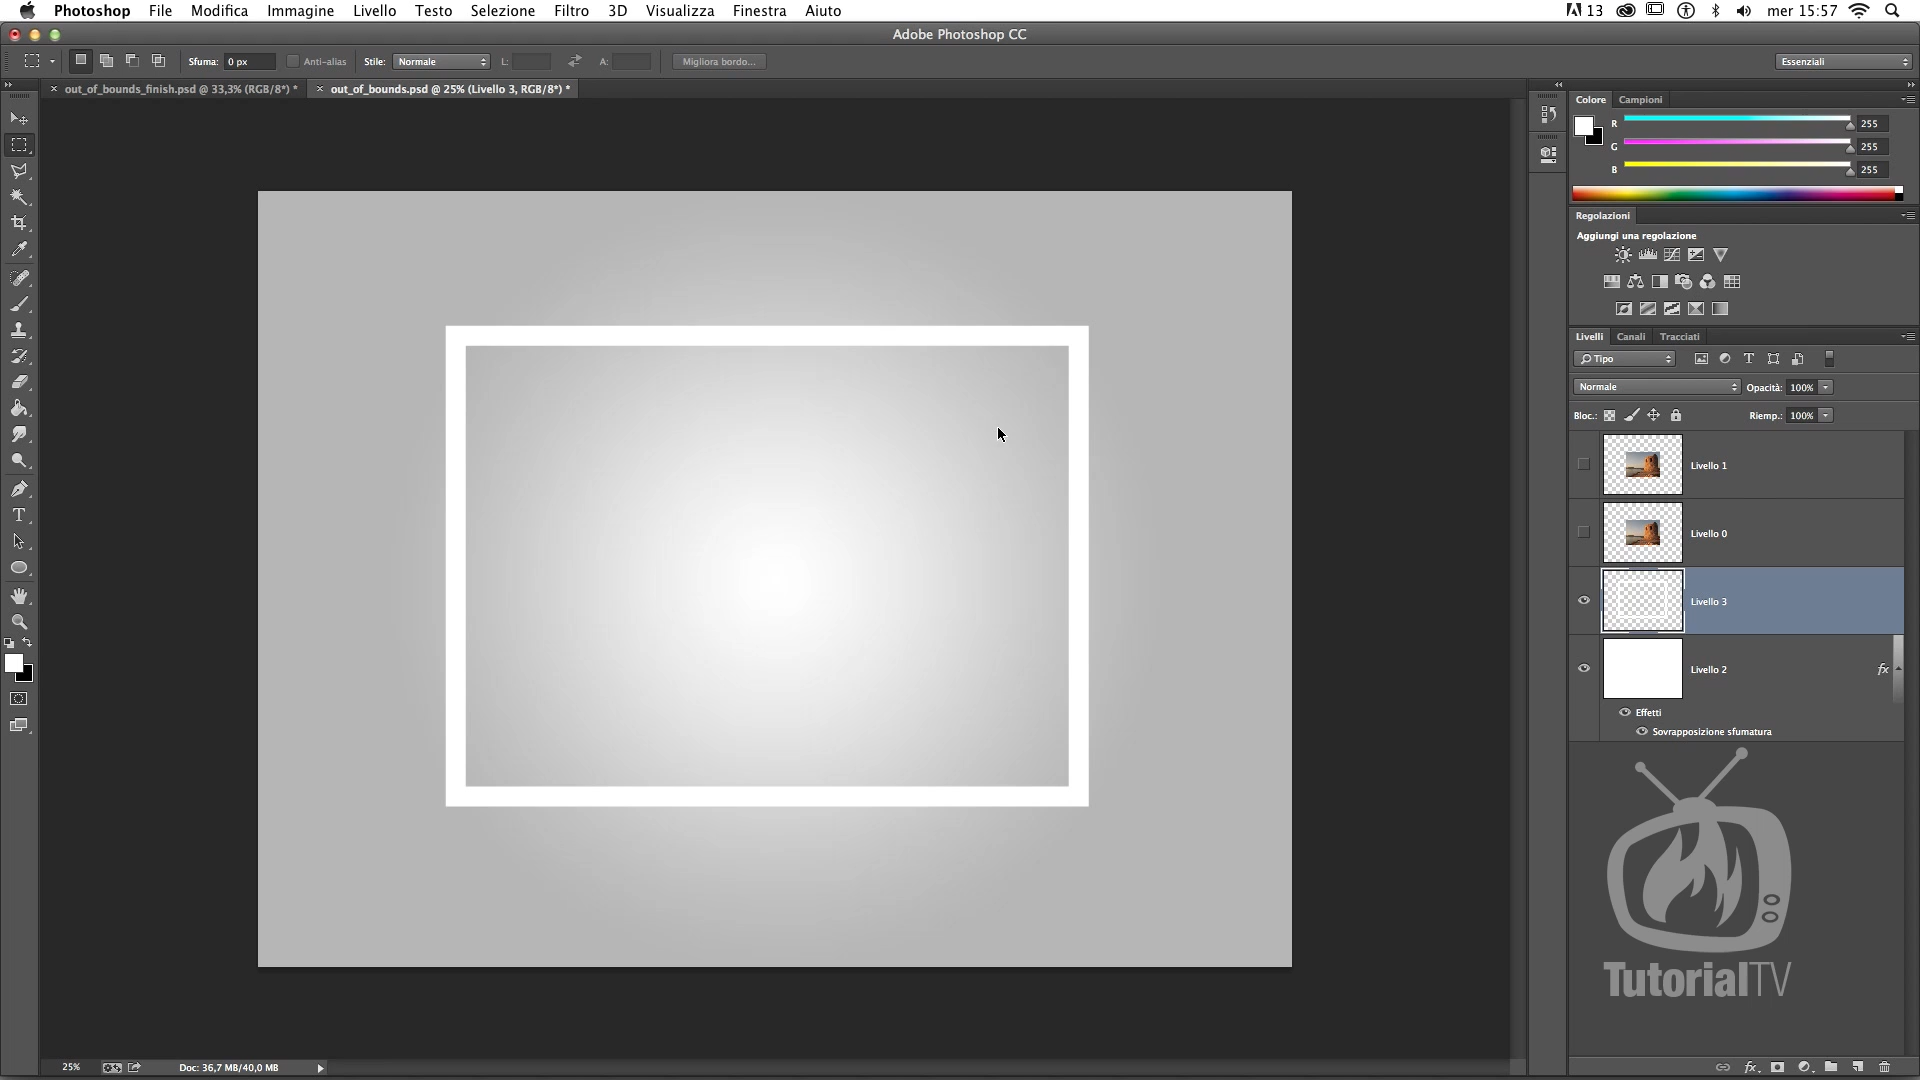 Photoshop File Modifica Immagine Livello Testo Selezione Filtro 3D Visualizza Finestra Aiuto 13 mer 15:57
Adobe Photoshop CC
Sfuma: 0 px Anti-alias Stile: Normale L: A: Migliora bordo... Essenziali
out_of_bounds_finish.psd @ 33,3% (RGB/8*) * out_of_bounds.psd @ 25% (Livello 3, RGB/8*) *
Colore Campioni
R 255
G 255
B 255
Regolazioni
Aggiungi una regolazione
Livelli Canali Tracciati
Tipo
Normale Opacità: 100%
Bloc.: Riemp.: 100%
Livello 1
Livello 0
Livello 3
Livello 2 fx
Effetti
Sovrapposizione sfumatura
TutorialTV
25% Doc: 36,7 MB/40,0 MB
fx